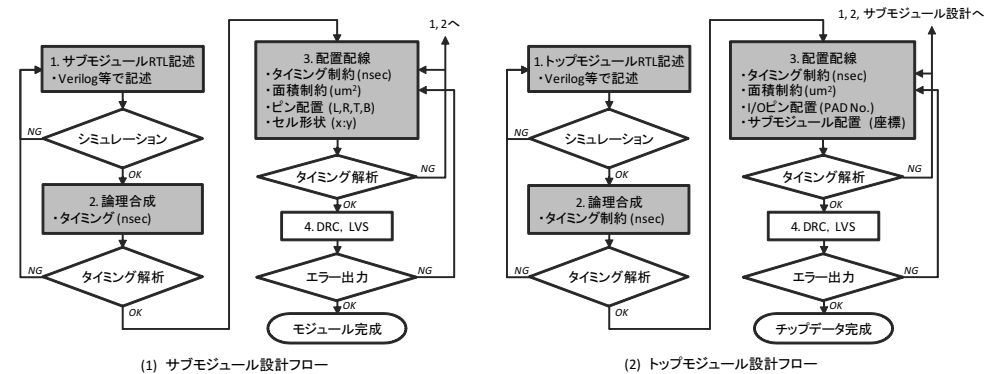 1. サブモジュールRTL記述
・Verilog等で記述
NG
シミュレーション
OK
2. 論理合成
・タイミング(nsec)
NG
タイミング解析
OK
1, 2へ
3. 配置配線
・タイミング制約(nsec)
・面積制約(um²)
・ピン配置 (L,R,T,B)
・セル形状 (x:y)
タイミング解析
NG
OK
4. DRC, LVS
エラー出力
NG
OK
モジュール完成
(1) サブモジュール設計フロー
1.トップモジュールRTL記述
・Verilog等で記述
NG
シミュレーション
OK
2. 論理合成
・タイミング制約(nsec)
NG
タイミング解析
OK
1, 2, サブモジュール設計へ
3. 配置配線
・タイミング制約(nsec)
・面積制約(um²)
・I/Oピン配置(PAD No.)
・サブモジュール配置 (座標)
タイミング解析
NG
OK
4. DRC, LVS
エラー出力
NG
OK
チップデータ完成
(2) トップモジュール設計フロー